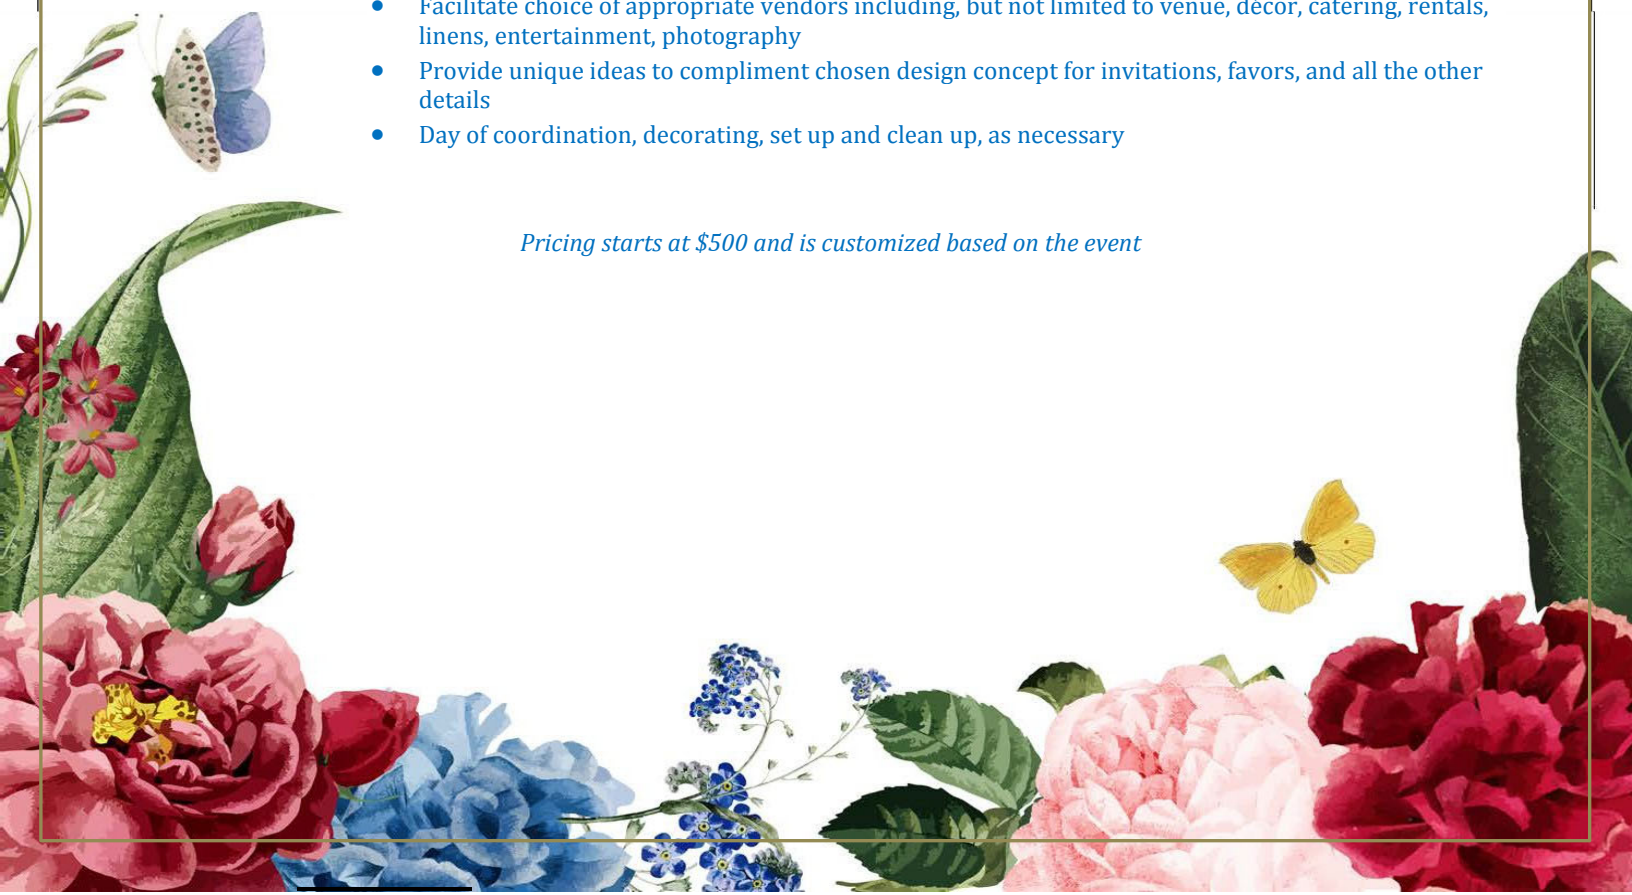 • Facilitate choice of appropriate vendors including, but not limited to venue, décor, catering, rentals,
linens, entertainment, photography
• Provide unique ideas to compliment chosen design concept for invitations, favors, and all the other
details
• Day of coordination, decorating, set up and clean up, as necessary
Pricing starts at $500 and is customized based on the event